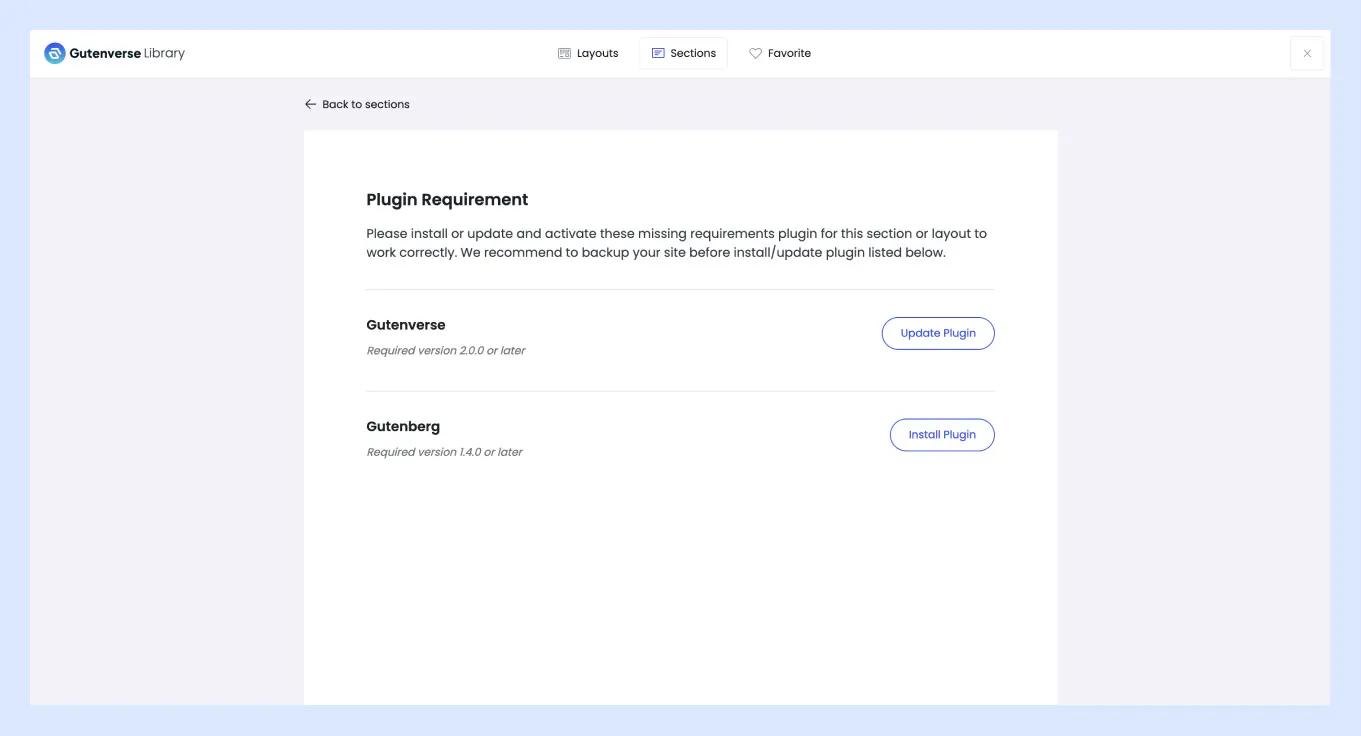 Gutenverse Library
Layouts
Sections
Favorite
Back to sections
Plugin Requirement
Please install or update and activate these missing requirements plugin for this section or layout to
work correctly. We recommend to backup your site before install/update plugin listed below.
Gutenverse
Update Plugin
Required version 2.0.0 or later
Gutenberg
Install Plugin
Required version 1.4.0 or later